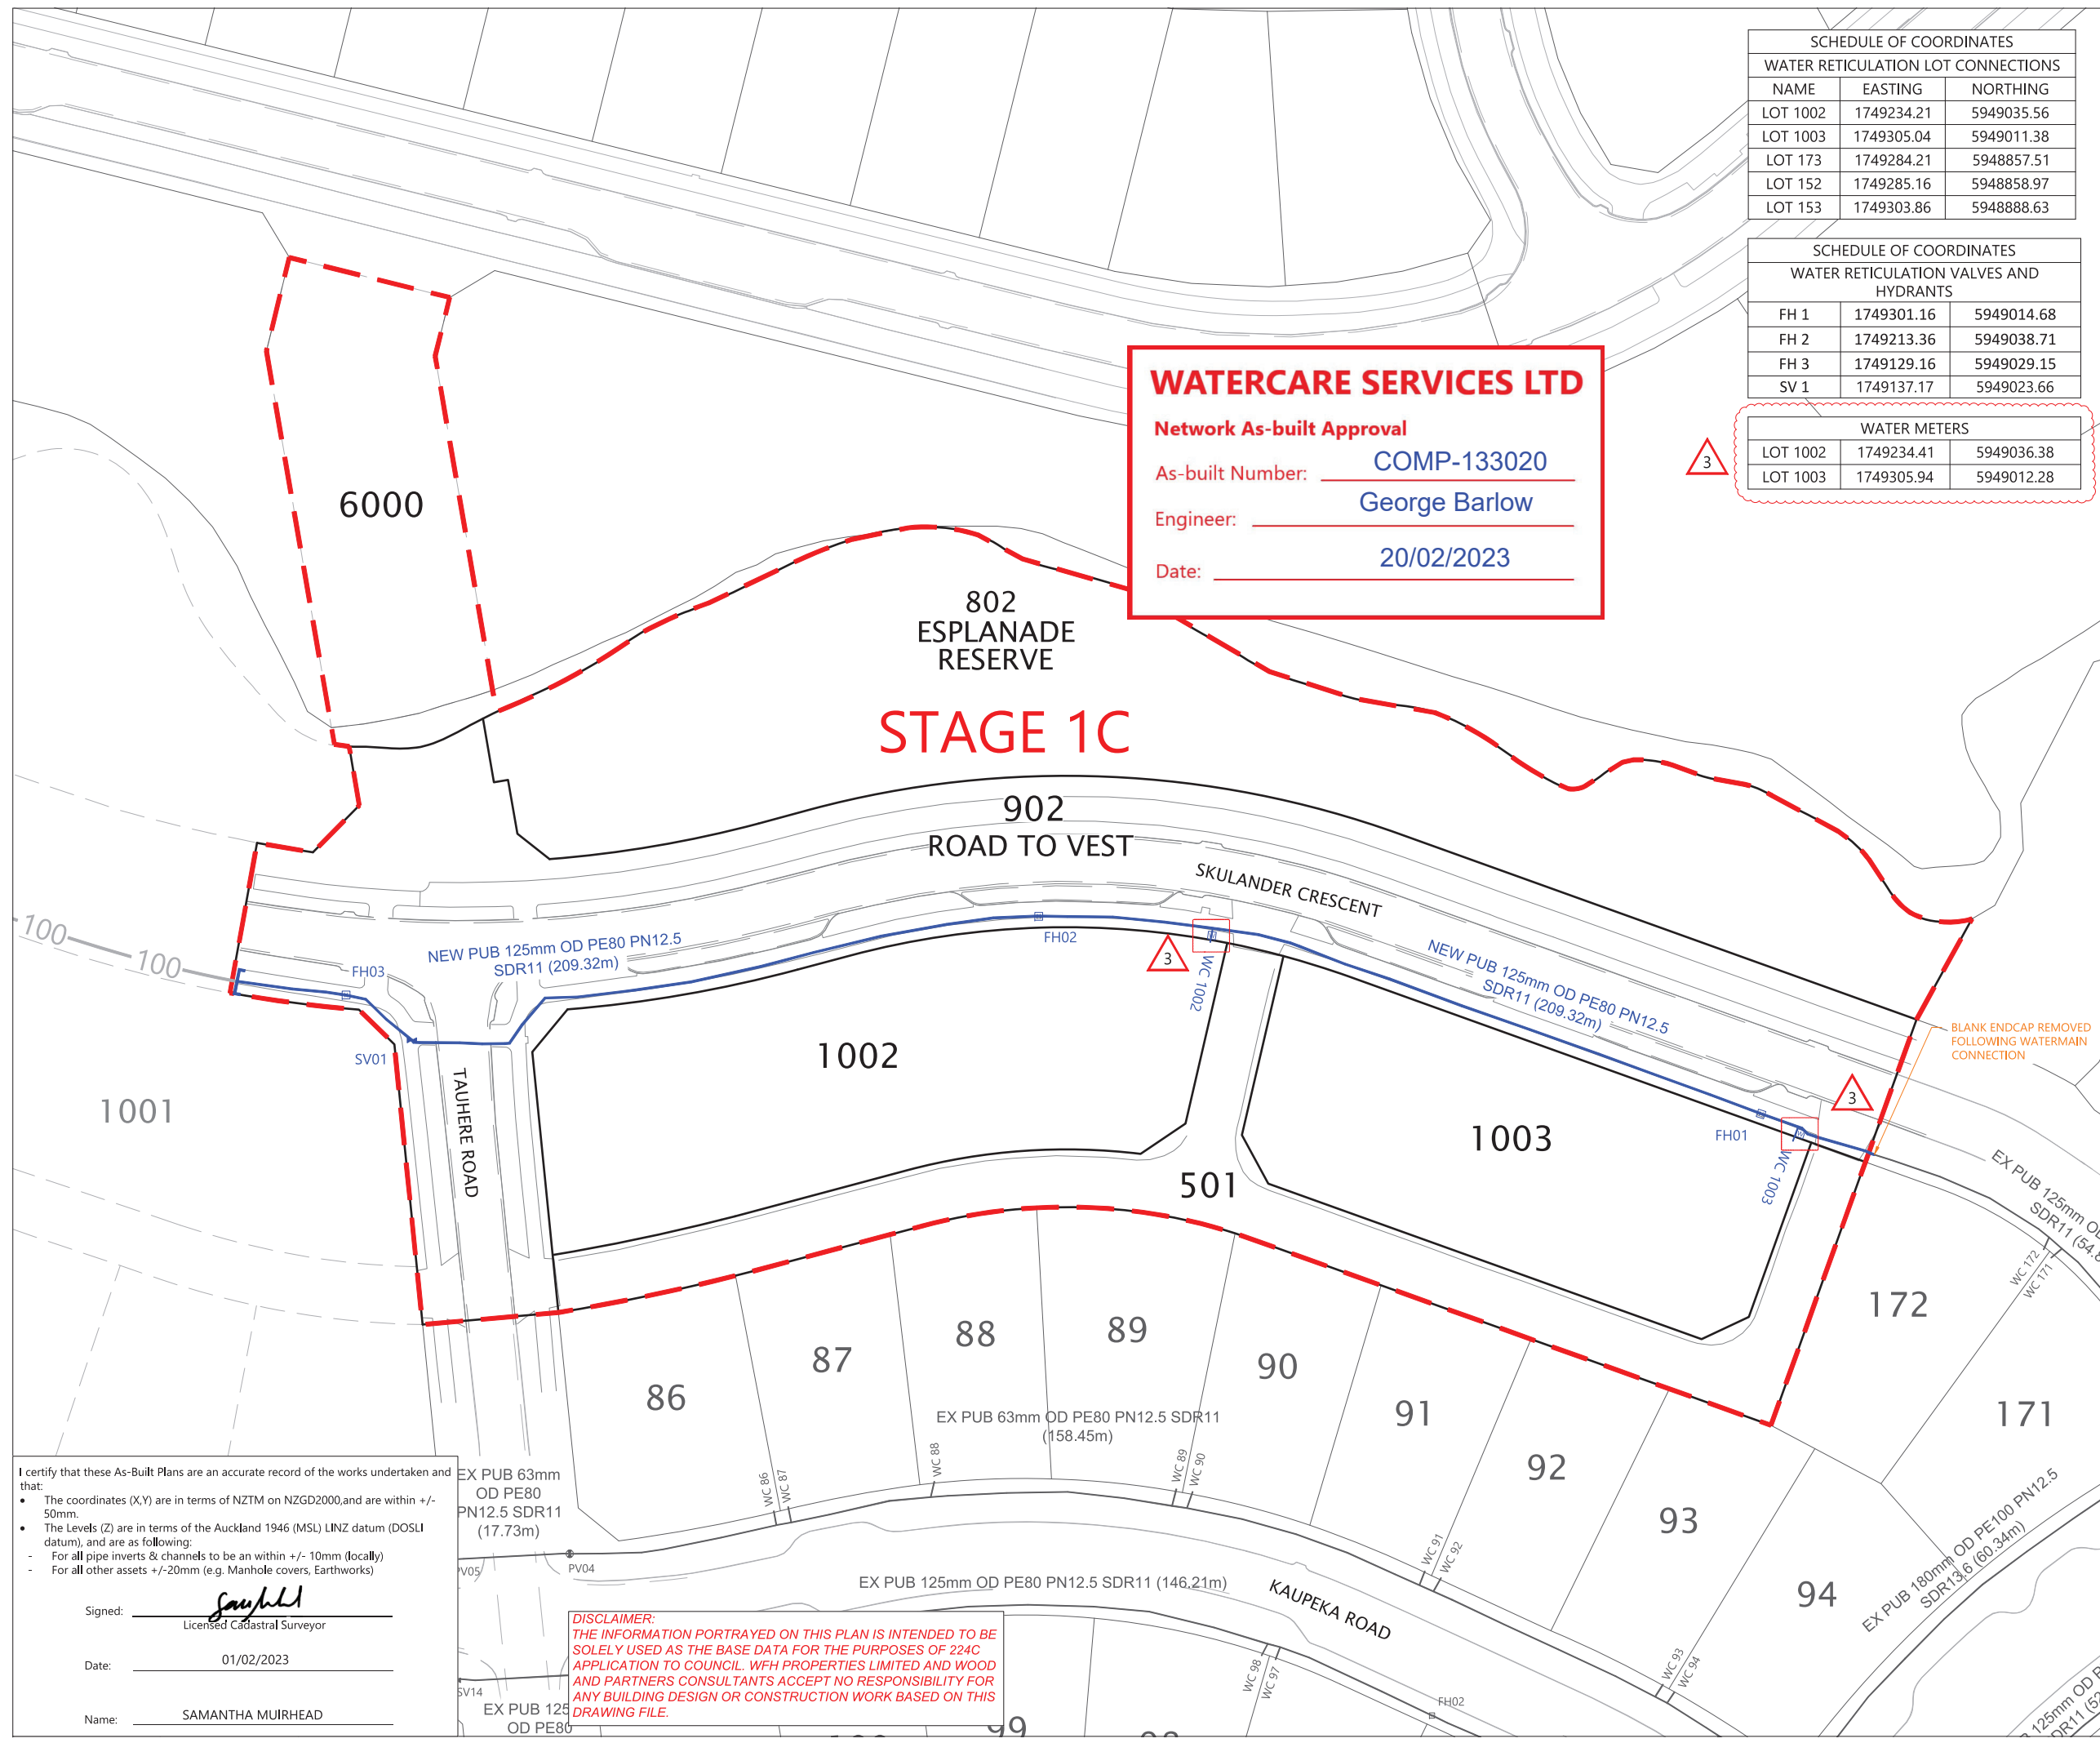 SCHEDULE OF COORDINATES
WATER RETICULATION LOT CONNECTIONS
NAME EASTING NORTHING
LOT 1002 1749234.21 5949035.56
LOT 1003 1749305.04 5949011.38
LOT 173 1749284.21 5948857.51
LOT 152 1749285.16 5948858.97
LOT 153 1749303.86 5948888.63
SCHEDULE OF COORDINATES
WATER RETICULATION VALVES AND
HYDRANTS
FH 1 1749301.16 5949014.68
FH 2 1749213.36 5949038.71
FH 3 1749129.16 5949029.15
SV 1 1749137.17 5949023.66
WATER METERS
LOT 1002 1749234.41 5949036.38
LOT 1003 1749305.94 5949012.28
3
WATERCARE SERVICES LTD
Network As-built Approval
As-built Number: COMP-133020
Engineer: George Barlow
Date: 20/02/2023
6000
802
ESPLANADE
RESERVE
STAGE 1C
902
ROAD TO VEST
SKULANDER CRESCENT
100
100
NEW PUB 125mm OD PE80 PN12.5
SDR11 (209.32m)
FH03
FH02
3
WC 1002
NEW PUB 125mm OD PE80 PN12.5
SDR11 (209.32m)
BLANK ENDCAP REMOVED
FOLLOWING WATERMAIN
CONNECTION
SV01
1002
1001
TAUHERE ROAD
3
FH01
1003
WC 1003
501
EX PUB 125mm
SDR11
WC 172
WC 171
172
171
86
87
88
89
90
91
92
93
94
EX PUB 63mm OD PE80 PN12.5 SDR11
(158.45m)
WC 86
WC 87
WC 88
WC 89
WC 90
WC 91
WC 92
WC 93
WC 94
EX PUB 63mm
OD PE80
PN12.5 SDR11
(17.73m)
PV04
EX PUB 125mm OD PE80 PN12.5 SDR11 (146.21m)
KAUPEKA ROAD
EX PUB 180mm OD PE100 PN12.5
SDR13.6 (60.34m)
WC 98
WC 97
FH02
125mm OD
99
EX PUB 125
OD PE80
I certify that these As-Built Plans are an accurate record of the works undertaken and
that:
• The coordinates (X,Y) are in terms of NZTM on NZGD2000,and are within +/-
50mm.
• The Levels (Z) are in terms of the Auckland 1946 (MSL) LINZ datum (DOSLI
datum), and are as following:
- For all pipe inverts & channels to be an within +/- 10mm (locally)
- For all other assets +/-20mm (e.g. Manhole covers, Earthworks)
Signed:
Licensed Cadastral Surveyor
Date: 01/02/2023
Name: SAMANTHA MUIRHEAD
DISCLAIMER:
THE INFORMATION PORTRAYED ON THIS PLAN IS INTENDED TO BE
SOLELY USED AS THE BASE DATA FOR THE PURPOSES OF 224C
APPLICATION TO COUNCIL. WFH PROPERTIES LIMITED AND WOOD
AND PARTNERS CONSULTANTS ACCEPT NO RESPONSIBILITY FOR
ANY BUILDING DESIGN OR CONSTRUCTION WORK BASED ON THIS
DRAWING FILE.